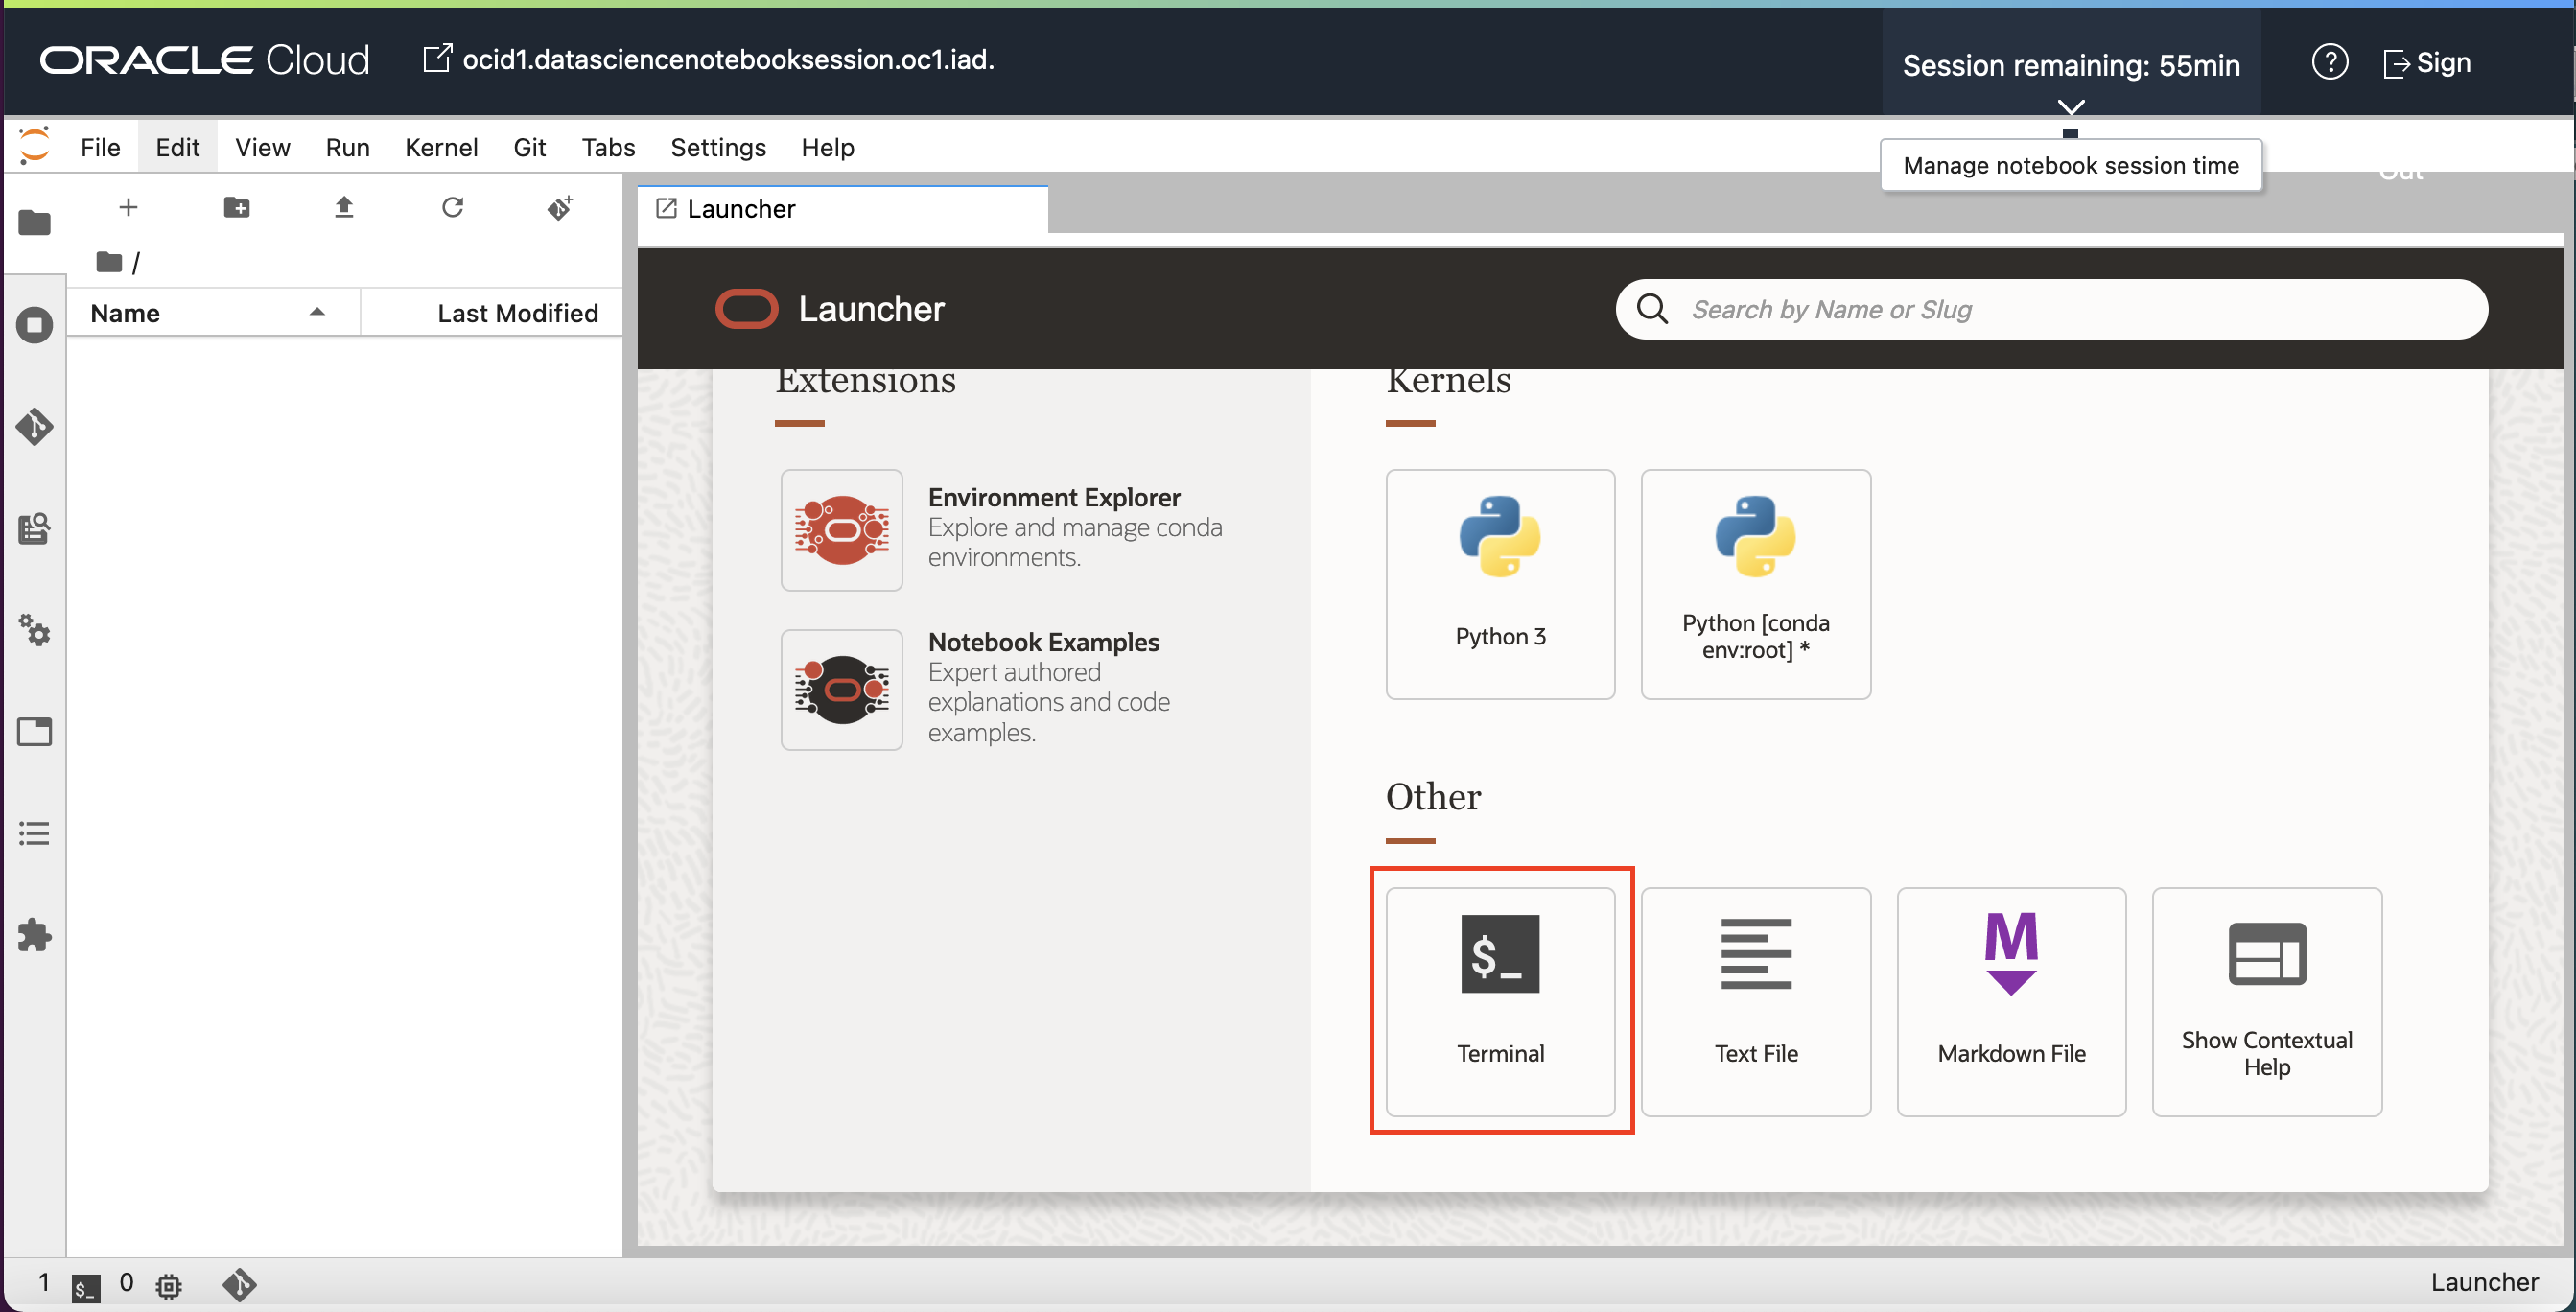 ORACLE Cloud
ocid1.datasciencenotebooksession.oc1.iad.
Session remaining: 55min
? Sign
Out
File Edit View Run Kernel Git Tabs Settings Help
Manage notebook session time
Launcher
/
Name Last Modified
Launcher
Search by Name or Slug
Extensions
Environment Explorer
Explore and manage conda
environments.
Notebook Examples
Expert authored
explanations and code
examples.
Kernels
Python 3
Python [conda
env:root] *
Other
$_
Terminal
Text File
M
Markdown File
Show Contextual
Help
1 $_ 0
Launcher